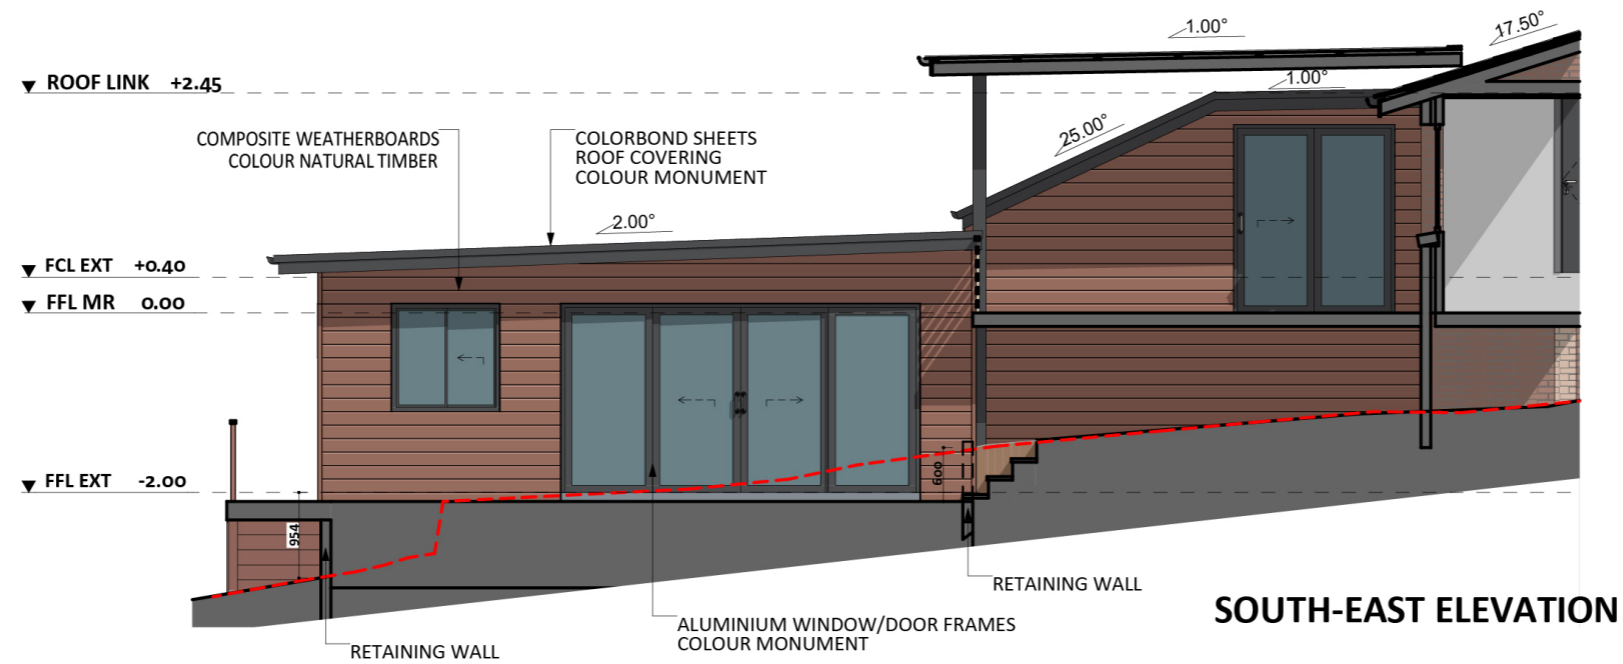 1.00°
17.50°
ROOF LINK +2.45
1.00°
COMPOSITE WEATHERBOARDS
COLOUR NATURAL TIMBER
COLORBOND SHEETS
ROOF COVERING
COLOUR MONUMENT
25.00°
2.00°
FCL EXT +0.40
FFL MR 0.00
FFL EXT -2.00
600
954
RETAINING WALL
ALUMINIUM WINDOW/DOOR FRAMES
COLOUR MONUMENT
RETAINING WALL
SOUTH-EAST ELEVATION